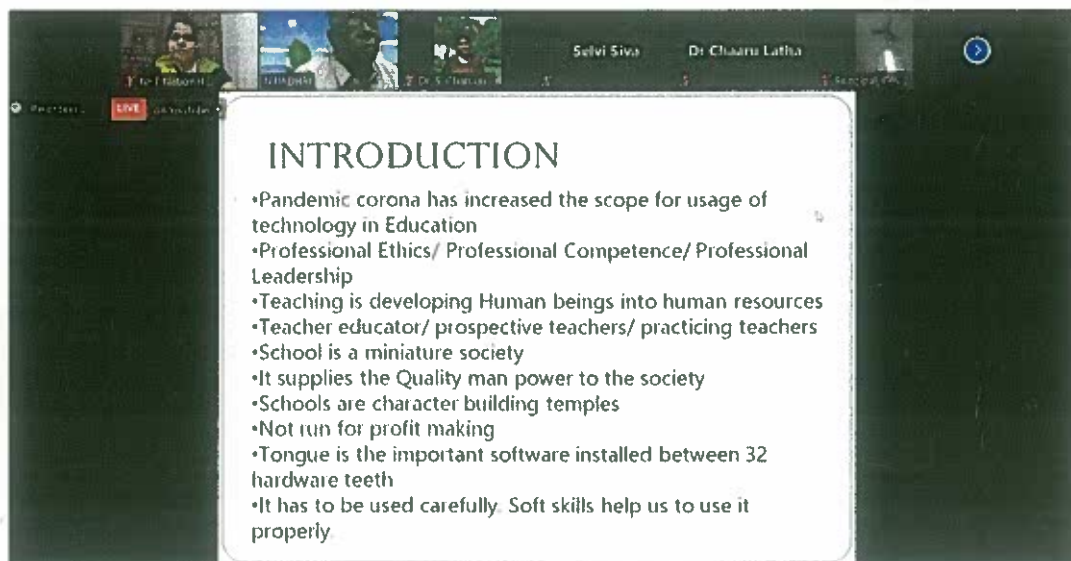 Selvi Siva
Dr Chaaru Latha
LIVE
INTRODUCTION
•Pandemic corona has increased the scope for usage of
technology in Education
•Professional Ethics/ Professional Competence/ Professional
Leadership
•Teaching is developing Human beings into human resources
•Teacher educator/ prospective teachers/ practicing teachers
•School is a miniature society
•It supplies the Quality man power to the society
•Schools are character building temples
•Not run for profit making
•Tongue is the important software installed between 32
hardware teeth
•It has to be used carefully. Soft skills help us to use it
properly.